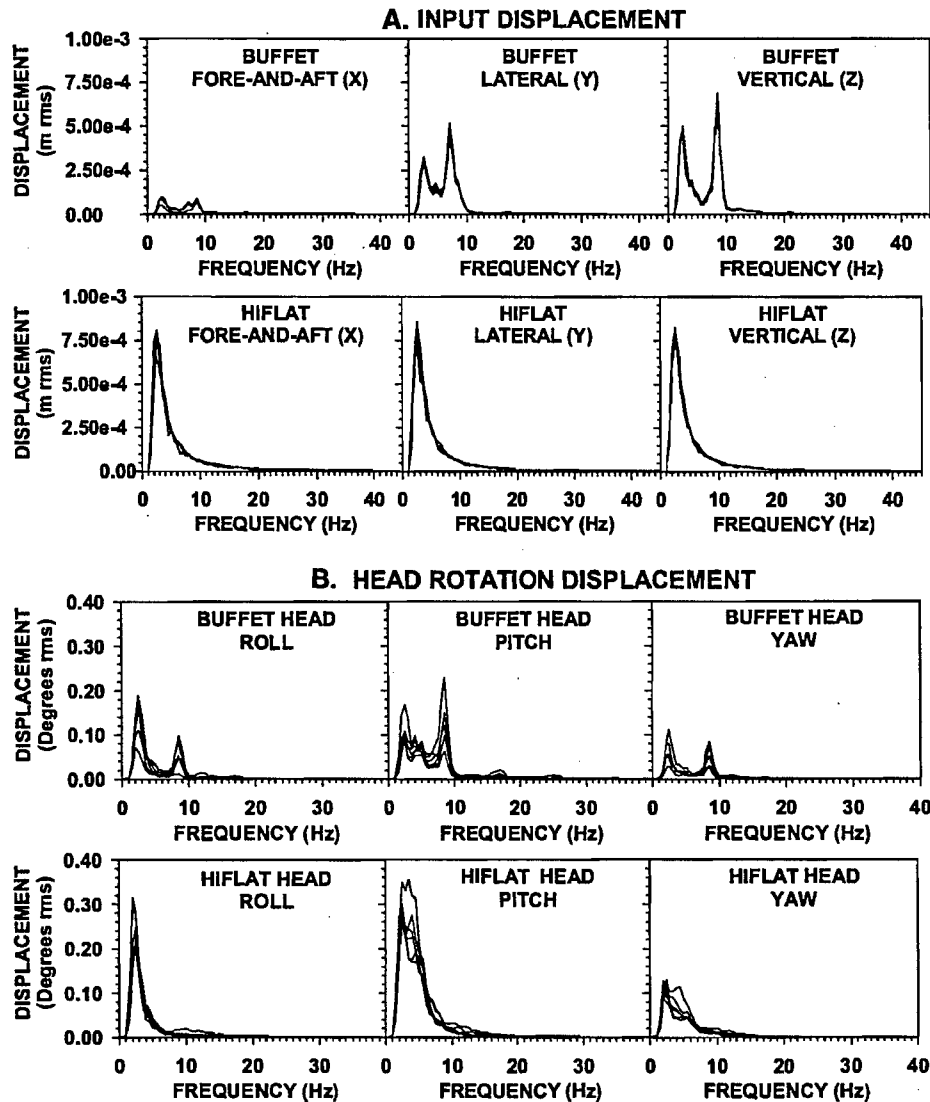 A. INPUT DISPLACEMENT
DISPLACEMENT
(m rms)
1.00e-3
7.50e-4
5.00e-4
2.50e-4
0.00
BUFFET
FORE-AND-AFT (X)
BUFFET
LATERAL (Y)
BUFFET
VERTICAL (Z)
0 10 20 30 40 0 10 20 30 40 0 10 20 30 40
FREQUENCY (Hz) FREQUENCY (Hz) FREQUENCY (Hz)
DISPLACEMENT
(m rms)
1.00e-3
7.50e-4
5.00e-4
2.50e-4
0.00
HIFLAT
FORE-AND-AFT (X)
HIFLAT
LATERAL (Y)
HIFLAT
VERTICAL (Z)
0 10 20 30 40 0 10 20 30 40 0 10 20 30 40
FREQUENCY (Hz) FREQUENCY (Hz) FREQUENCY (Hz)
B. HEAD ROTATION DISPLACEMENT
DISPLACEMENT
(Degrees rms)
0.40
0.30
0.20
0.10
0.00
BUFFET HEAD
ROLL
BUFFET HEAD
PITCH
BUFFET HEAD
YAW
0 10 20 30 0 10 20 30 0 10 20 30 40
FREQUENCY (Hz) FREQUENCY (Hz) FREQUENCY (Hz)
DISPLACEMENT
(Degrees rms)
0.40
0.30
0.20
0.10
0.00
HIFLAT HEAD
ROLL
HIFLAT HEAD
PITCH
HIFLAT HEAD
YAW
0 10 20 30 0 10 20 30 0 10 20 30 40
FREQUENCY (Hz) FREQUENCY (Hz) FREQUENCY (Hz)